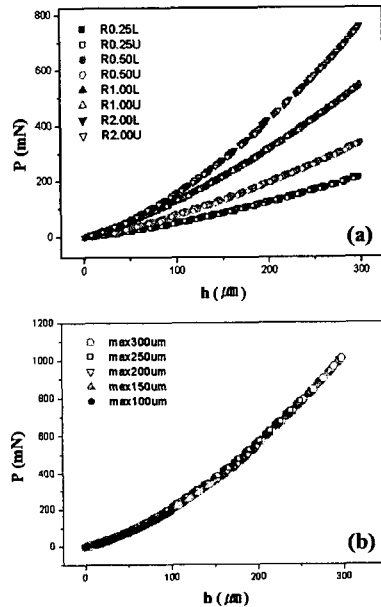 800
600
400
200
0
P (mN)
R0.25L
R0.25U
R0.50L
R0.50U
R1.00L
R1.00U
R2.00L
R2.00U
(a)
0 100 200 300
h (㎛)
1200
1000
800
600
400
200
0
P (mN)
max300um
max250um
max200um
max150um
max100um
(b)
0 100 200 300
h (㎛)